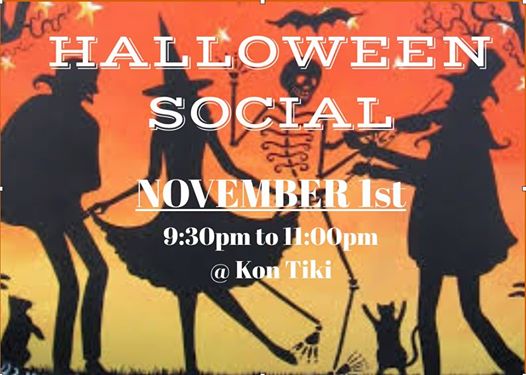 HALLOWEEN
SOCIAL
NOVEMBER 1st
9:30pm to 11:00pm
@ Kon Tiki